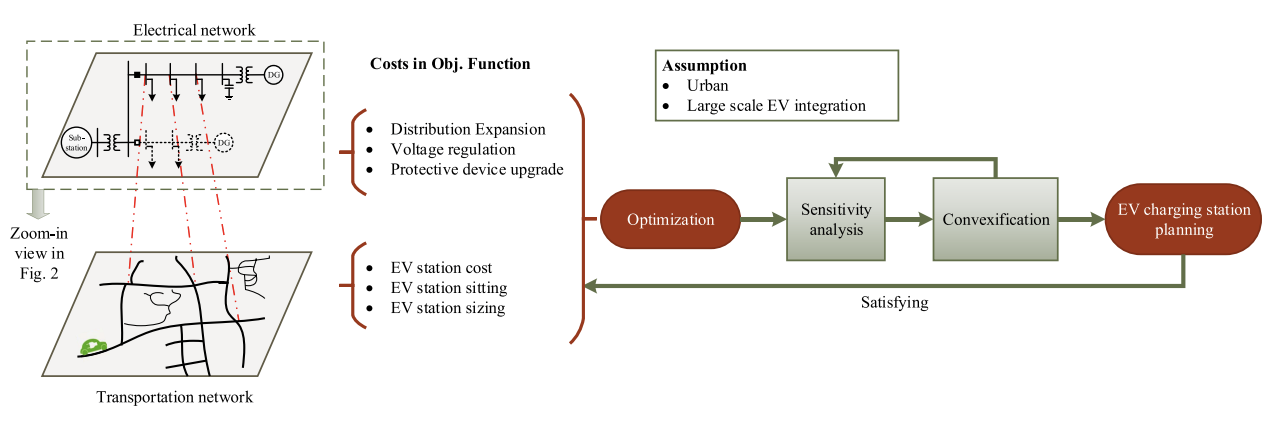 Electrical network
DG
Sub-
station
DG
Zoom-in
view in
Fig. 2
Transportation network
Costs in Obj. Function
• Distribution Expansion
• Voltage regulation
• Protective device upgrade
• EV station cost
• EV station sitting
• EV station sizing
Assumption
• Urban
• Large scale EV integration
Optimization
Sensitivity
analysis
Convexification
EV charging station
planning
Satisfying